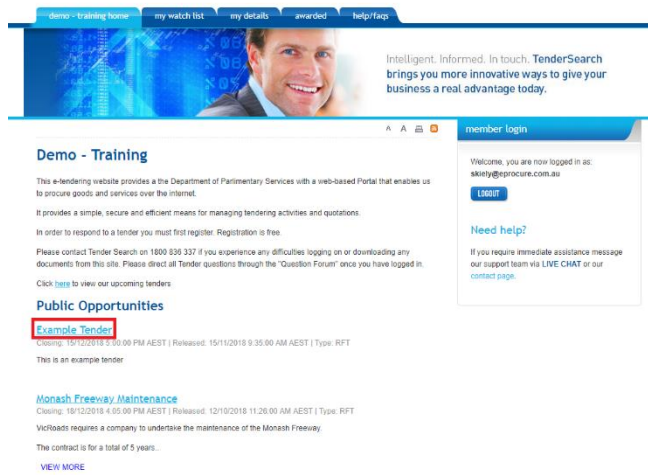 demo - training home
my watch list
my details
awarded
help/faqs
Intelligent. Informed. In touch. TenderSearch
brings you more innovative ways to give your
business a real advantage today.
A A
member login
Demo - Training
Welcome, you are now logged in as:
skiely@eprocure.com.au
LOGOUT
This e-tendering website provides a the Department of Parlimentary Services with a web-based Portal that enables us
to procure goods and services over the internet.
It provides a simple, secure and efficient means for managing tendering activities and quotations.
In order to respond to a tender you must first register. Registration is free.
Please contact Tender Search on 1800 836 337 if you experience any difficulties logging on or downloading any
documents from this site. Please direct all Tender questions through the "Question Forum" once you have logged in.
Click here to view our upcoming tenders
Need help?
If you require immediate assistance message
our support team via LIVE CHAT or our
contact page.
Public Opportunities
Example Tender
Closing: 15/12/2018 5:00:00 PM AEST | Released: 15/11/2018 9:35:00 AM AEST | Type: RFT
This is an example tender
Monash Freeway Maintenance
Closing: 18/12/2018 4:05:00 PM AEST | Released: 12/10/2018 11:26:00 AM AEST | Type: RFT
VicRoads requires a company to undertake the maintenance of the Monash Freeway.
The contract is for a total of 5 years...
VIEW MORE